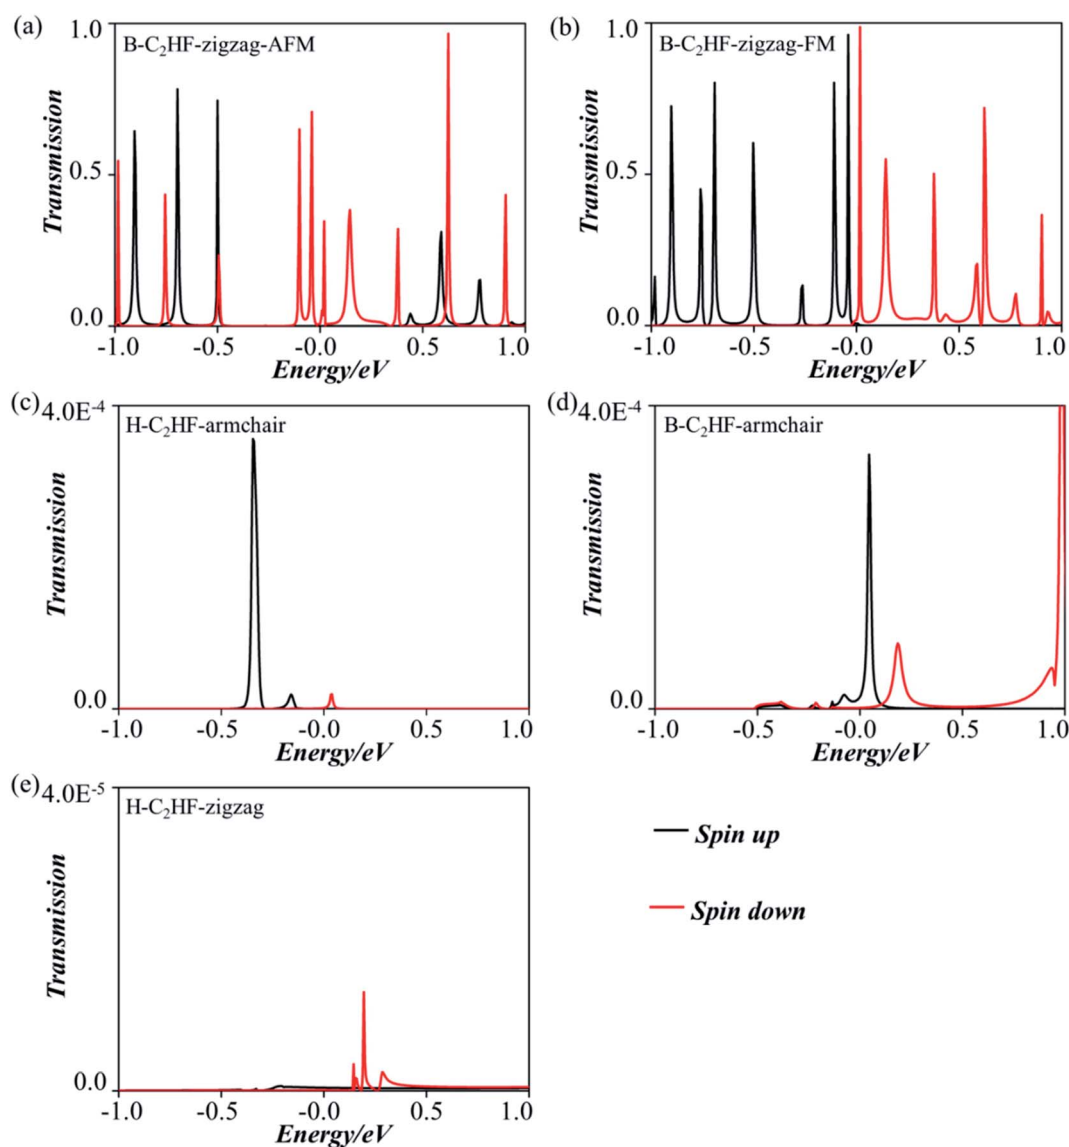 (a)
B-C₂HF-zigzag-AFM
1.0
0.5
0.0
Transmission
-1.0 -0.5 -0.0 0.5 1.0
Energy/eV
(b)
B-C₂HF-zigzag-FM
1.0
0.5
0.0
Transmission
-1.0 -0.5 -0.0 0.5 1.0
Energy/eV
(c)
H-C₂HF-armchair
4.0E⁻⁴
0.0
Transmission
-1.0 -0.5 -0.0 0.5 1.0
Energy/eV
(d)
B-C₂HF-armchair
4.0E⁻⁴
0.0
Transmission
-1.0 -0.5 -0.0 0.5 1.0
Energy/eV
(e)
H-C₂HF-zigzag
4.0E⁻⁵
0.0
Transmission
-1.0 -0.5 -0.0 0.5 1.0
Energy/eV
Spin up
Spin down